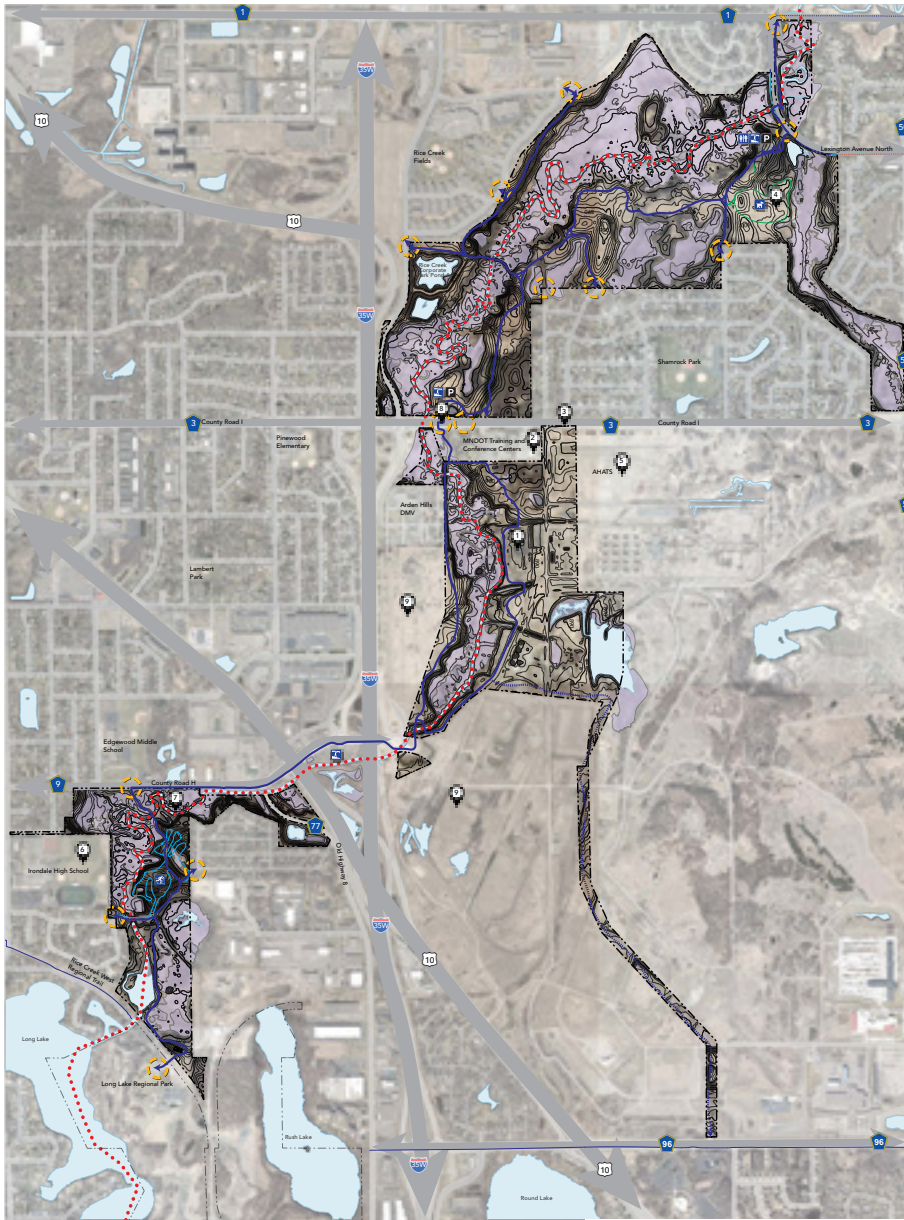 1
1
35W
10
P
Lexington Avenue North
Rice Creek
Fields
4
10
Rice Creek
Corporate
Park Pond
35W
Shamrock Park
P
8
3
3
County Road I
3
County Road I
3
Pinewood
Elementary
MNDOT Training and
Conference Centers
2
5
AHATS
Arden Hills
DMV
1
Lambert
Park
9
35W
Edgewood Middle
School
9
County Road H
7
9
77
6
Old Highway 8
Irondale High School
35W
10
Rice Creek West
Regional Trail
Long Lake
Long Lake Regional Park
Rush Lake
96
96
35W
10
Round Lake